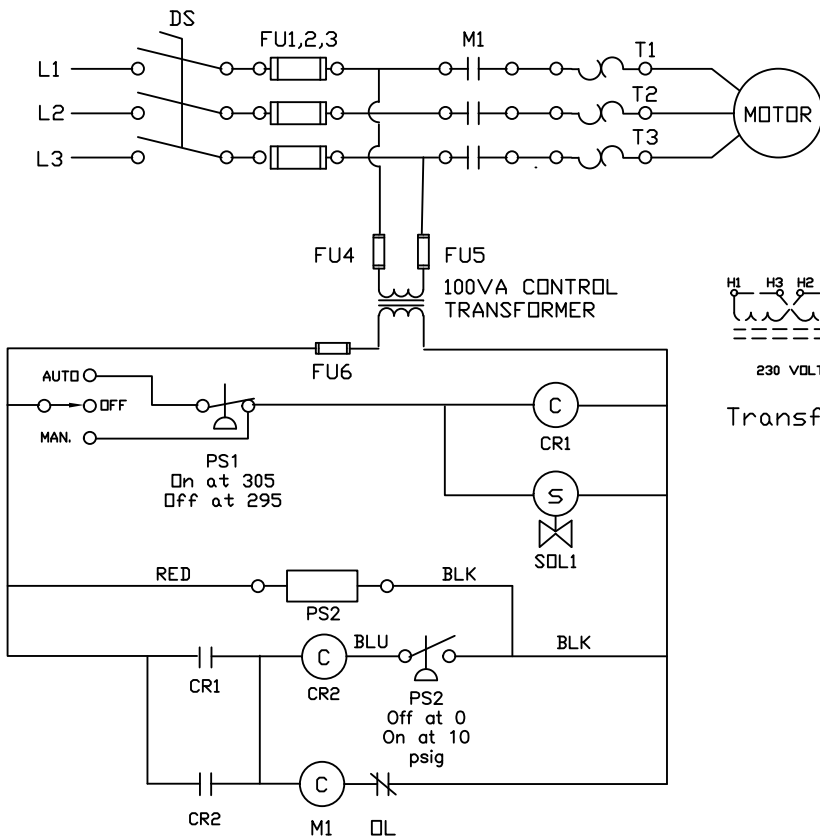 DS
FU1,2,3
M1
T1
L1
T2
L2
MOTOR
T3
L3
FU4
FU5
100VA CONTROL
TRANSFORMER
H1 H3 H2
FU6
230 VOLT
AUTO
OFF
C
Transf
MAN.
CR1
PS1
On at 305
Off at 295
S
SOL1
RED
BLK
PS2
BLU
BLK
C
CR1
CR2
PS2
Off at 0
On at 10
psig
C
CR2
M1
OL